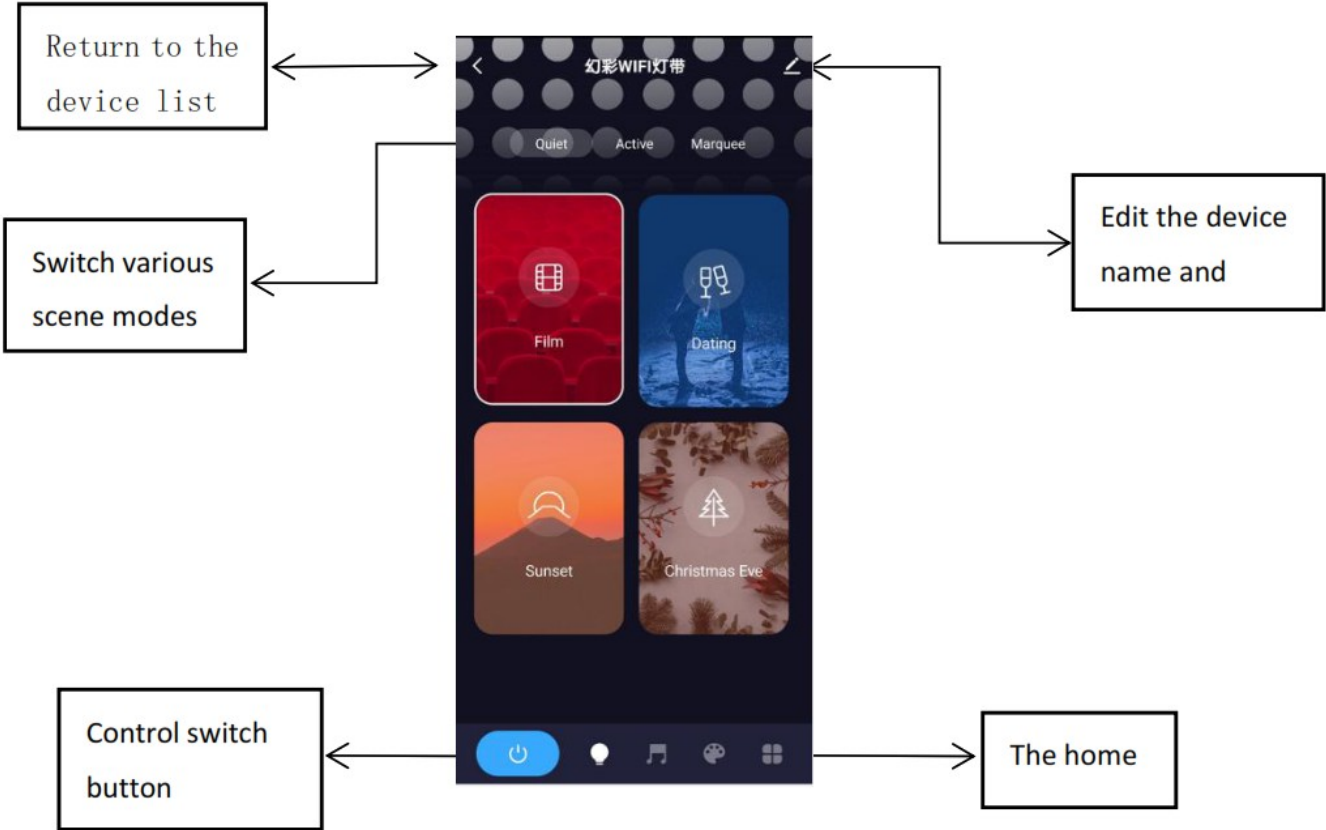 Return to the
device list
幻彩WIFI灯带
Quiet
Active
Marquee
Switch various
scene modes
Edit the device
name and
Film
Dating
Sunset
Christmas Eve
Control switch
button
The home